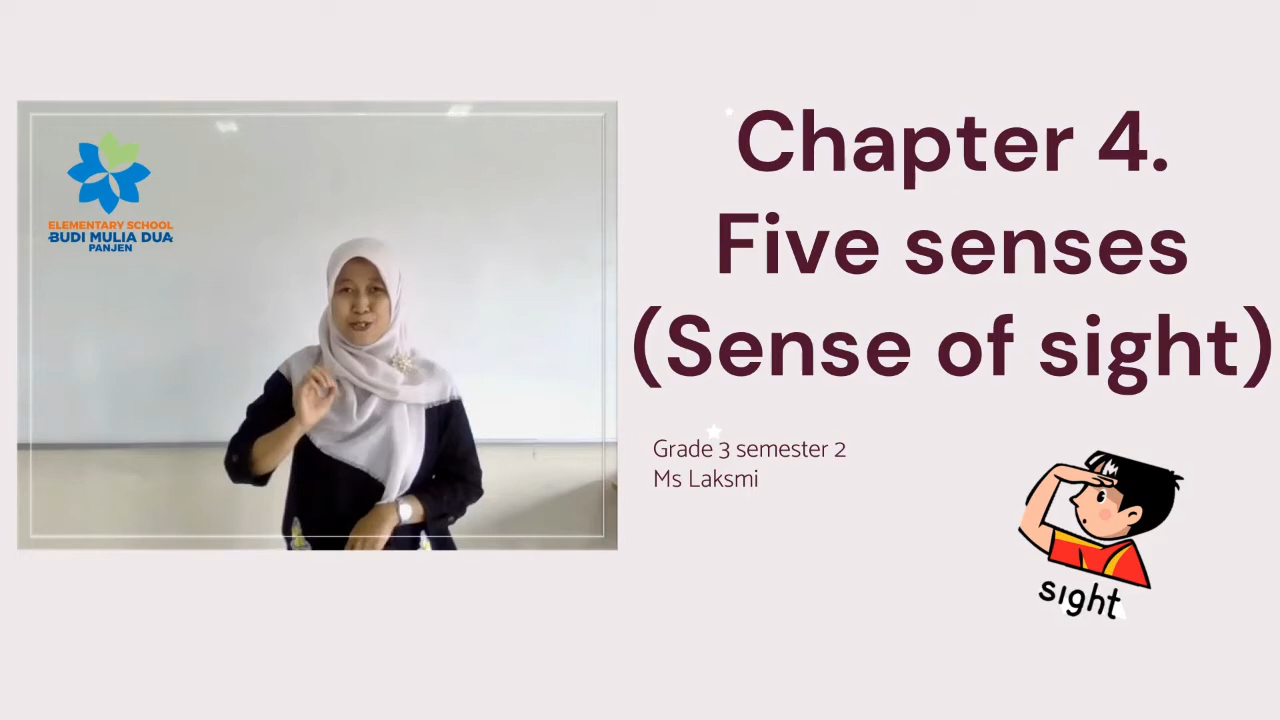 ELEMENTARY SCHOOL
BUDI MULIA DUA
PANJEN
Chapter 4.
Five senses
(Sense of sight)
Grade 3 semester 2
Ms Laksmi
sight